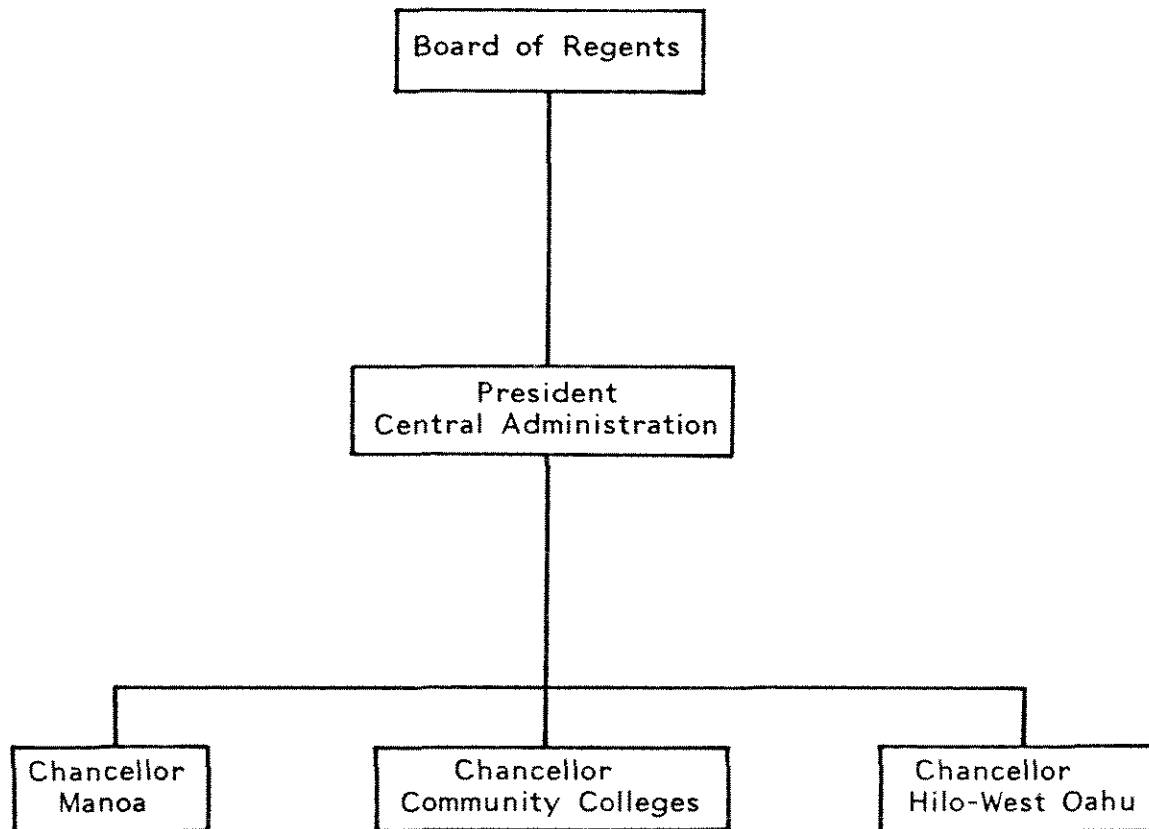 Board of Regents
President
Central Administration
Chancellor
Manoa
Chancellor
Community Colleges
Chancellor
Hilo-West Oahu